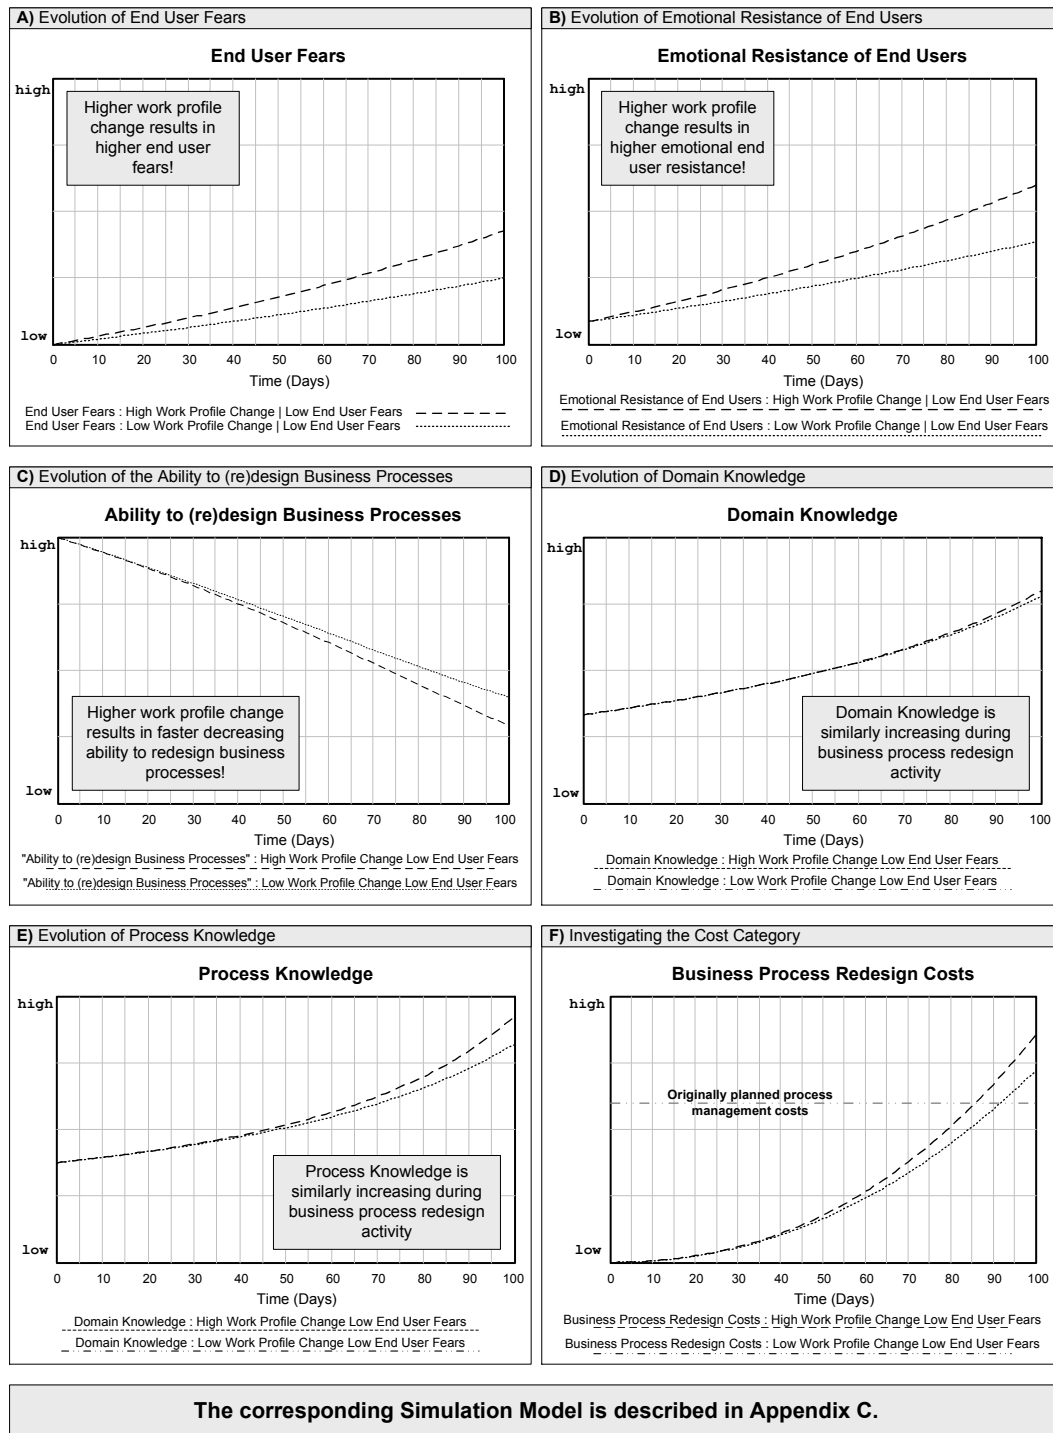 A) Evolution of End User Fears
End User Fears
high
Higher work profile
change results in
higher end user
fears!
low
0 10 20 30 40 50 60 70 80 90 100
Time (Days)
End User Fears : High Work Profile Change | Low End User Fears
End User Fears : Low Work Profile Change | Low End User Fears
B) Evolution of Emotional Resistance of End Users
Emotional Resistance of End Users
high
Higher work profile
change results in
higher emotional end
user resistance!
low
0 10 20 30 40 50 60 70 80 90 100
Time (Days)
Emotional Resistance of End Users : High Work Profile Change | Low End User Fears
Emotional Resistance of End Users : Low Work Profile Change | Low End User Fears
C) Evolution of the Ability to (re)design Business Processes
Ability to (re)design Business Processes
high
Higher work profile change
results in faster decreasing
ability to redesign business
processes!
low
0 10 20 30 40 50 60 70 80 90 100
Time (Days)
"Ability to (re)design Business Processes" : High Work Profile Change Low End User Fears
"Ability to (re)design Business Processes" : Low Work Profile Change Low End User Fears
D) Evolution of Domain Knowledge
Domain Knowledge
high
Domain Knowledge is
similarly increasing during
business process redesign
activity
low
0 10 20 30 40 50 60 70 80 90 100
Time (Days)
Domain Knowledge : High Work Profile Change Low End User Fears
Domain Knowledge : Low Work Profile Change Low End User Fears
E) Evolution of Process Knowledge
Process Knowledge
high
Process Knowledge is
similarly increasing during
business process redesign
activity
low
0 10 20 30 40 50 60 70 80 90 100
Time (Days)
Domain Knowledge : High Work Profile Change Low End User Fears
Domain Knowledge : Low Work Profile Change Low End User Fears
F) Investigating the Cost Category
Business Process Redesign Costs
high
Originally planned process
management costs
low
0 10 20 30 40 50 60 70 80 90 100
Time (Days)
Business Process Redesign Costs : High Work Profile Change Low End User Fears
Business Process Redesign Costs : Low Work Profile Change Low End User Fears
The corresponding Simulation Model is described in Appendix C.